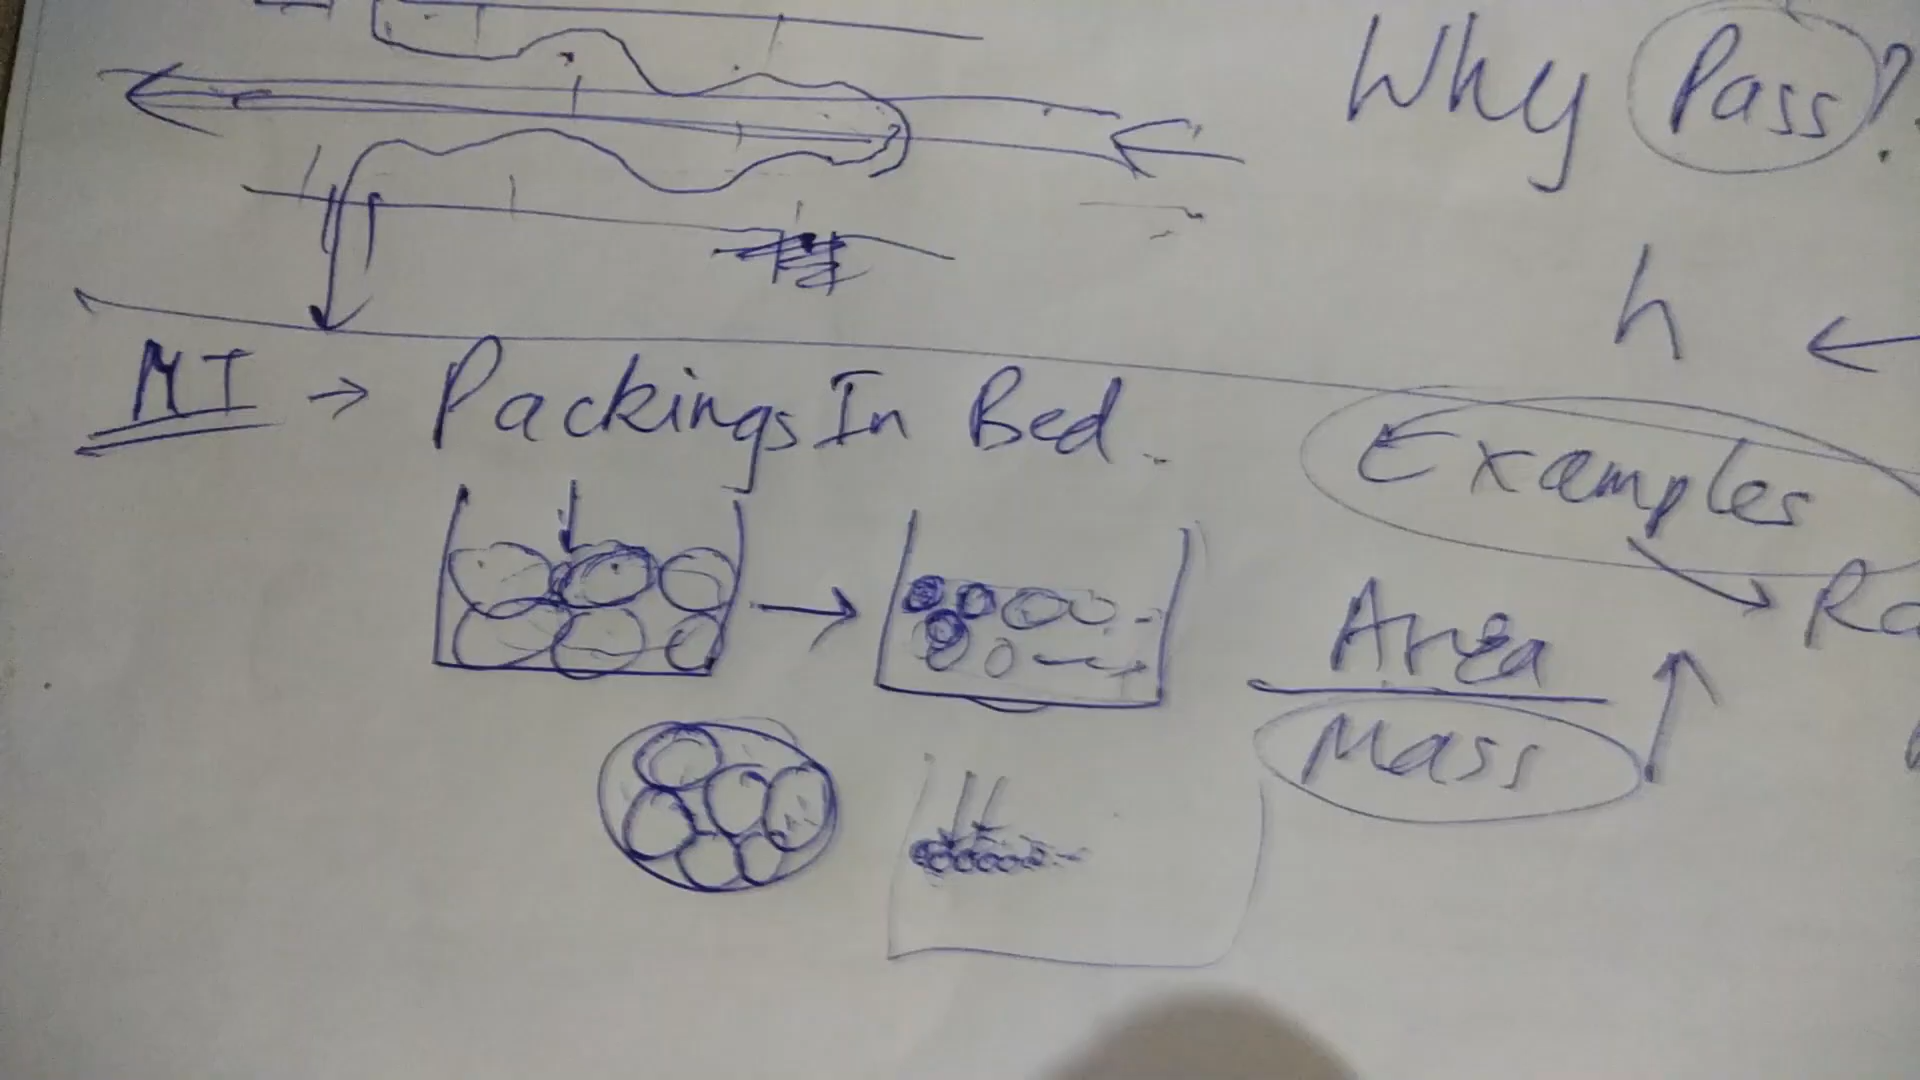 Why Pass?
h ←
MT → Packings In Bed.
Examples
Area
Mass